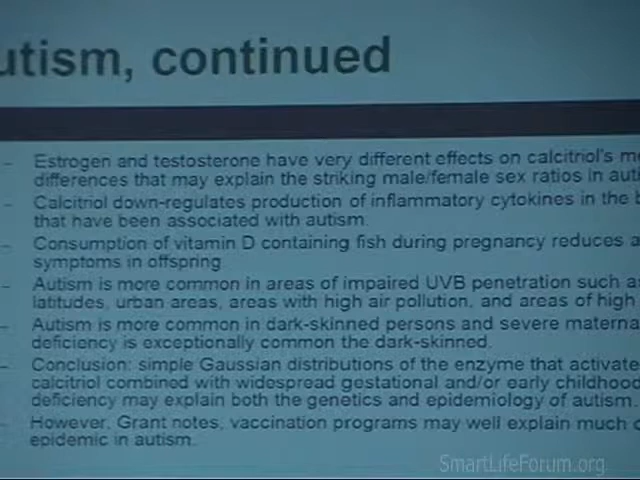 utism, continued
- Estrogen and testosterone have very different effects on calcitriol's m
differences that may explain the striking male/female sex ratios in auti
- Calcitriol down-regulates production of inflammatory cytokines in the b
that have been associated with autism.
- Consumption of vitamin D containing fish during pregnancy reduces a
symptoms in offspring
- Autism is more common in areas of impaired UVB penetration such as
latitudes, urban areas, areas with high air pollution, and areas of high
- Autism is more common in dark-skinned persons and severe materna
deficiency is exceptionally common the dark-skinned.
- Conclusion: simple Gaussian distributions of the enzyme that activate
calcitriol combined with widespread gestational and/or early childhood
deficiency may explain both the genetics and epidemiology of autism.
- However, Grant notes, vaccination programs may well explain much o
epidemic in autism.
SmartLifeForum.org